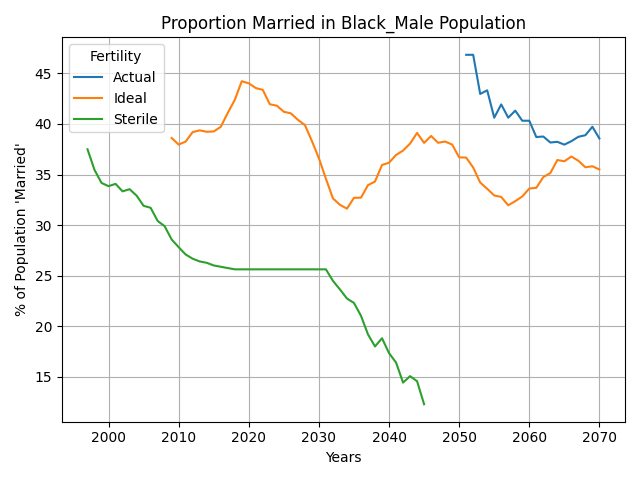 Proportion Married in Black_Male Population
Fertility
Actual
Ideal
Sterile
% of Population 'Married'
45
40
35
30
25
20
15
2000 2010 2020 2030 2040 2050 2060 2070
Years